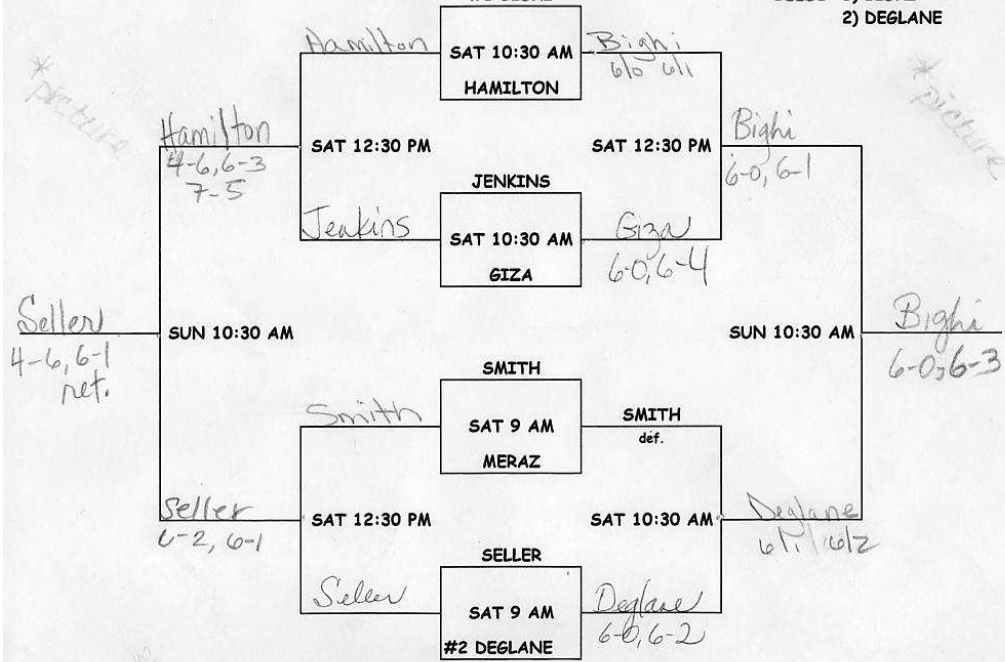 2) DEGLANE
Hamilton
SAT 10:30 AM
HAMILTON
Bighi
6/0 6/1
* picture
* picture
Hamilton
4-6, 6-3
7-5
SAT 12:30 PM
SAT 12:30 PM
Bighi
6-0, 6-1
JENKINS
Jenkins
SAT 10:30 AM
GIZA
Giza
6-0, 6-4
Seller
4-6, 6-1
ret.
SUN 10:30 AM
SUN 10:30 AM
Bighi
6-0, 6-3
SMITH
Smith
SAT 9 AM
MERAZ
SMITH
def.
Seller
6-2, 6-1
SAT 12:30 PM
SAT 10:30 AM
Deglane
6/1, 6/2
SELLER
Seller
SAT 9 AM
#2 DEGLANE
Deglane
6-0, 6-2